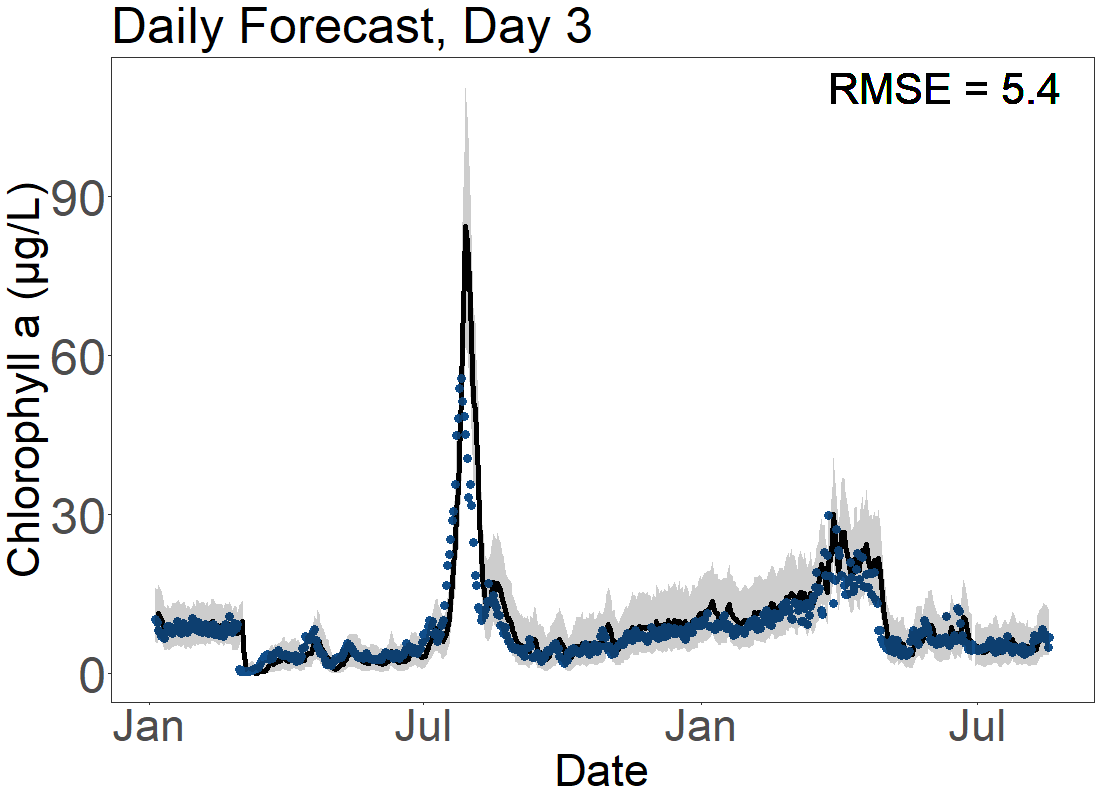 Daily Forecast, Day 3
RMSE = 5.4
Chlorophyll a (µg/L)
90
60
30
0
Jan
Jul
Jan
Jul
Date